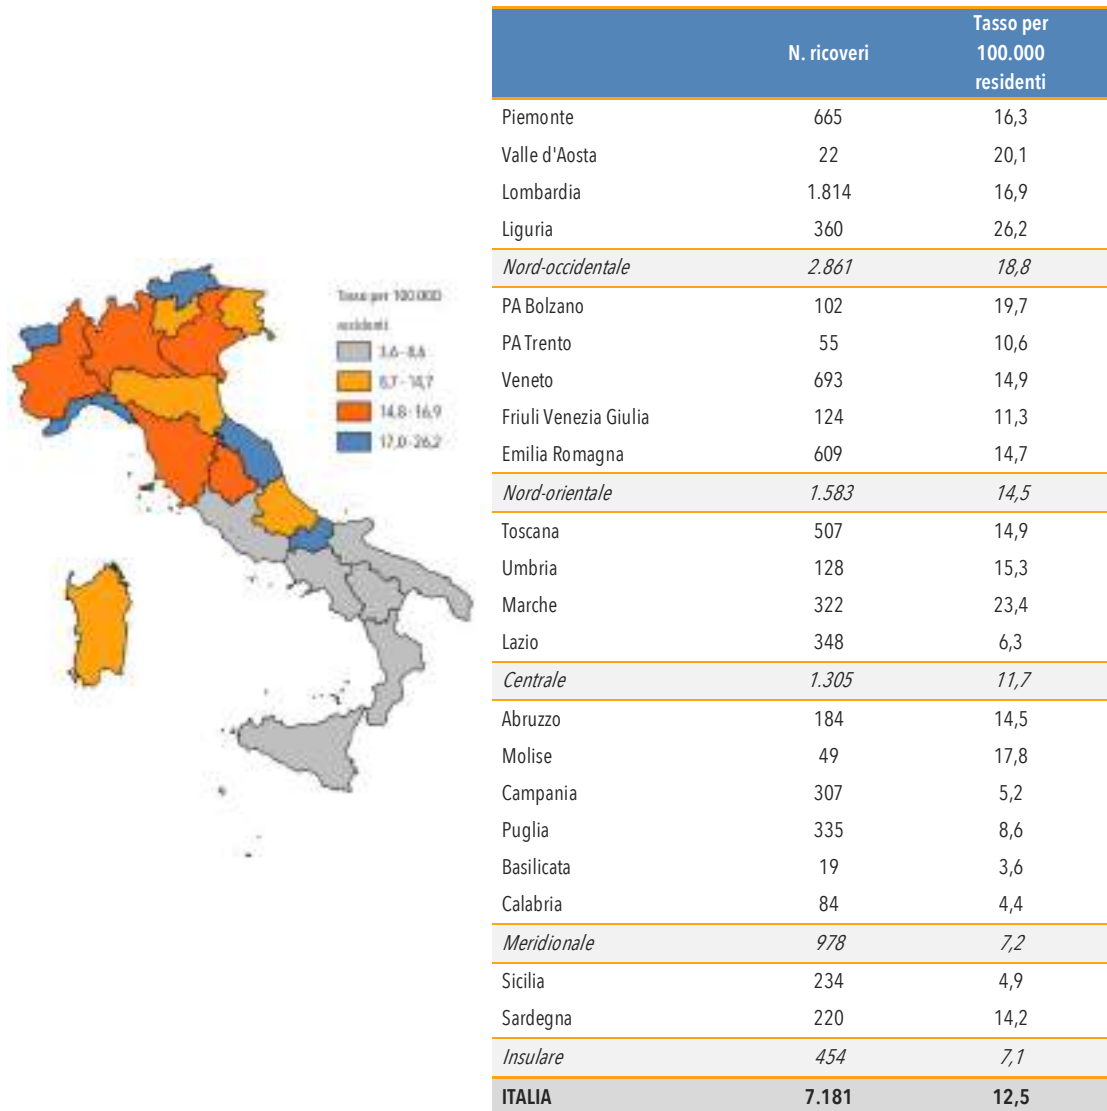 Tasso per 100.000
residenti
3,6 - 8,6
8,7 - 14,7
14,8 - 16,9
17,0 - 26,2
N. ricoveri Tasso per 100.000 residenti
Piemonte 665 16,3
Valle d'Aosta 22 20,1
Lombardia 1.814 16,9
Liguria 360 26,2
Nord-occidentale 2.861 18,8
PA Bolzano 102 19,7
PA Trento 55 10,6
Veneto 693 14,9
Friuli Venezia Giulia 124 11,3
Emilia Romagna 609 14,7
Nord-orientale 1.583 14,5
Toscana 507 14,9
Umbria 128 15,3
Marche 322 23,4
Lazio 348 6,3
Centrale 1.305 11,7
Abruzzo 184 14,5
Molise 49 17,8
Campania 307 5,2
Puglia 335 8,6
Basilicata 19 3,6
Calabria 84 4,4
Meridionale 978 7,2
Sicilia 234 4,9
Sardegna 220 14,2
Insulare 454 7,1
ITALIA 7.181 12,5